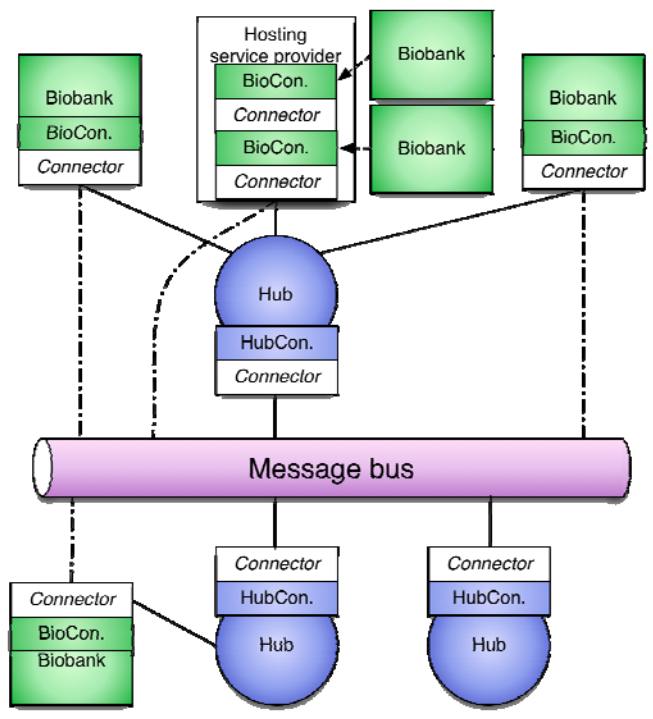 Hosting
service provider
Biobank
BioCon.
Connector
BioCon.
Connector
BioCon.
Connector
Biobank
Biobank
Biobank
BioCon.
Connector
Hub
HubCon.
Connector
Message bus
Connector
BioCon.
Biobank
Connector
HubCon.
Hub
Connector
HubCon.
Hub